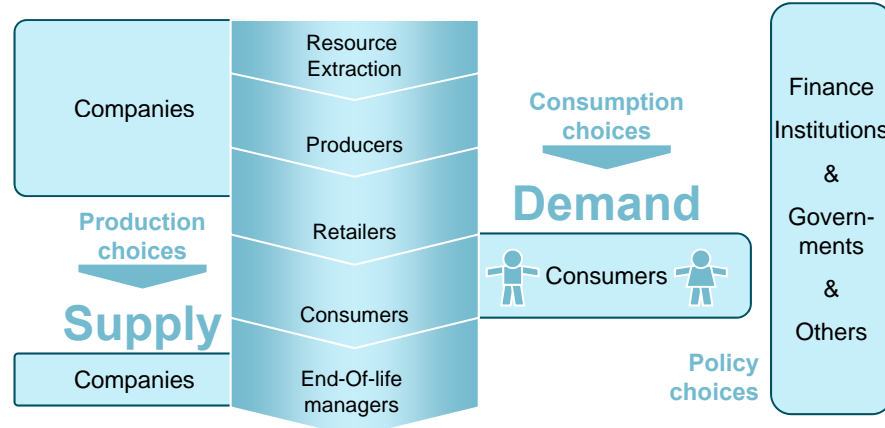 Companies
Production
choices
Supply
Companies
Resource
Extraction
Producers
Retailers
Consumers
End-Of-life
managers
Consumption
choices
Demand
Consumers
Policy
choices
Finance
Institutions
&
Govern-
ments
&
Others